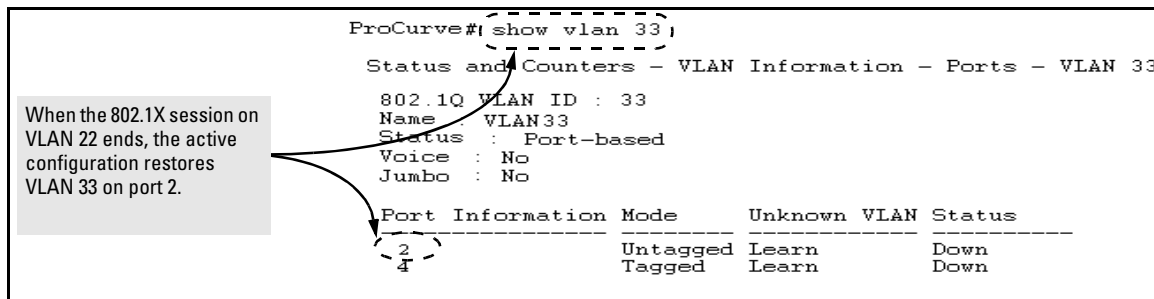 ProCurve# show vlan 33
Status and Counters - VLAN Information - Ports - VLAN 33
802.1Q VLAN ID : 33
Name : VLAN33
Status : Port-based
Voice : No
Jumbo : No
When the 802.1X session on
VLAN 22 ends, the active
configuration restores
VLAN 33 on port 2.
Port Information Mode Unknown VLAN Status
2 Untagged Learn Down
4 Tagged Learn Down